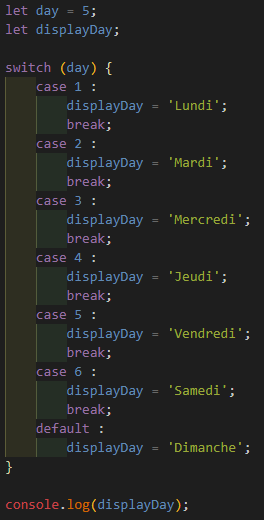 let day = 5;
let displayDay;

switch (day) {
    case 1 :
        displayDay = 'Lundi';
        break;
    case 2 :
        displayDay = 'Mardi';
        break;
    case 3 :
        displayDay = 'Mercredi';
        break;
    case 4 :
        displayDay = 'Jeudi';
        break;
    case 5 :
        displayDay = 'Vendredi';
        break;
    case 6 :
        displayDay = 'Samedi';
        break;
    default :
        displayDay = 'Dimanche';
}

console.log(displayDay);